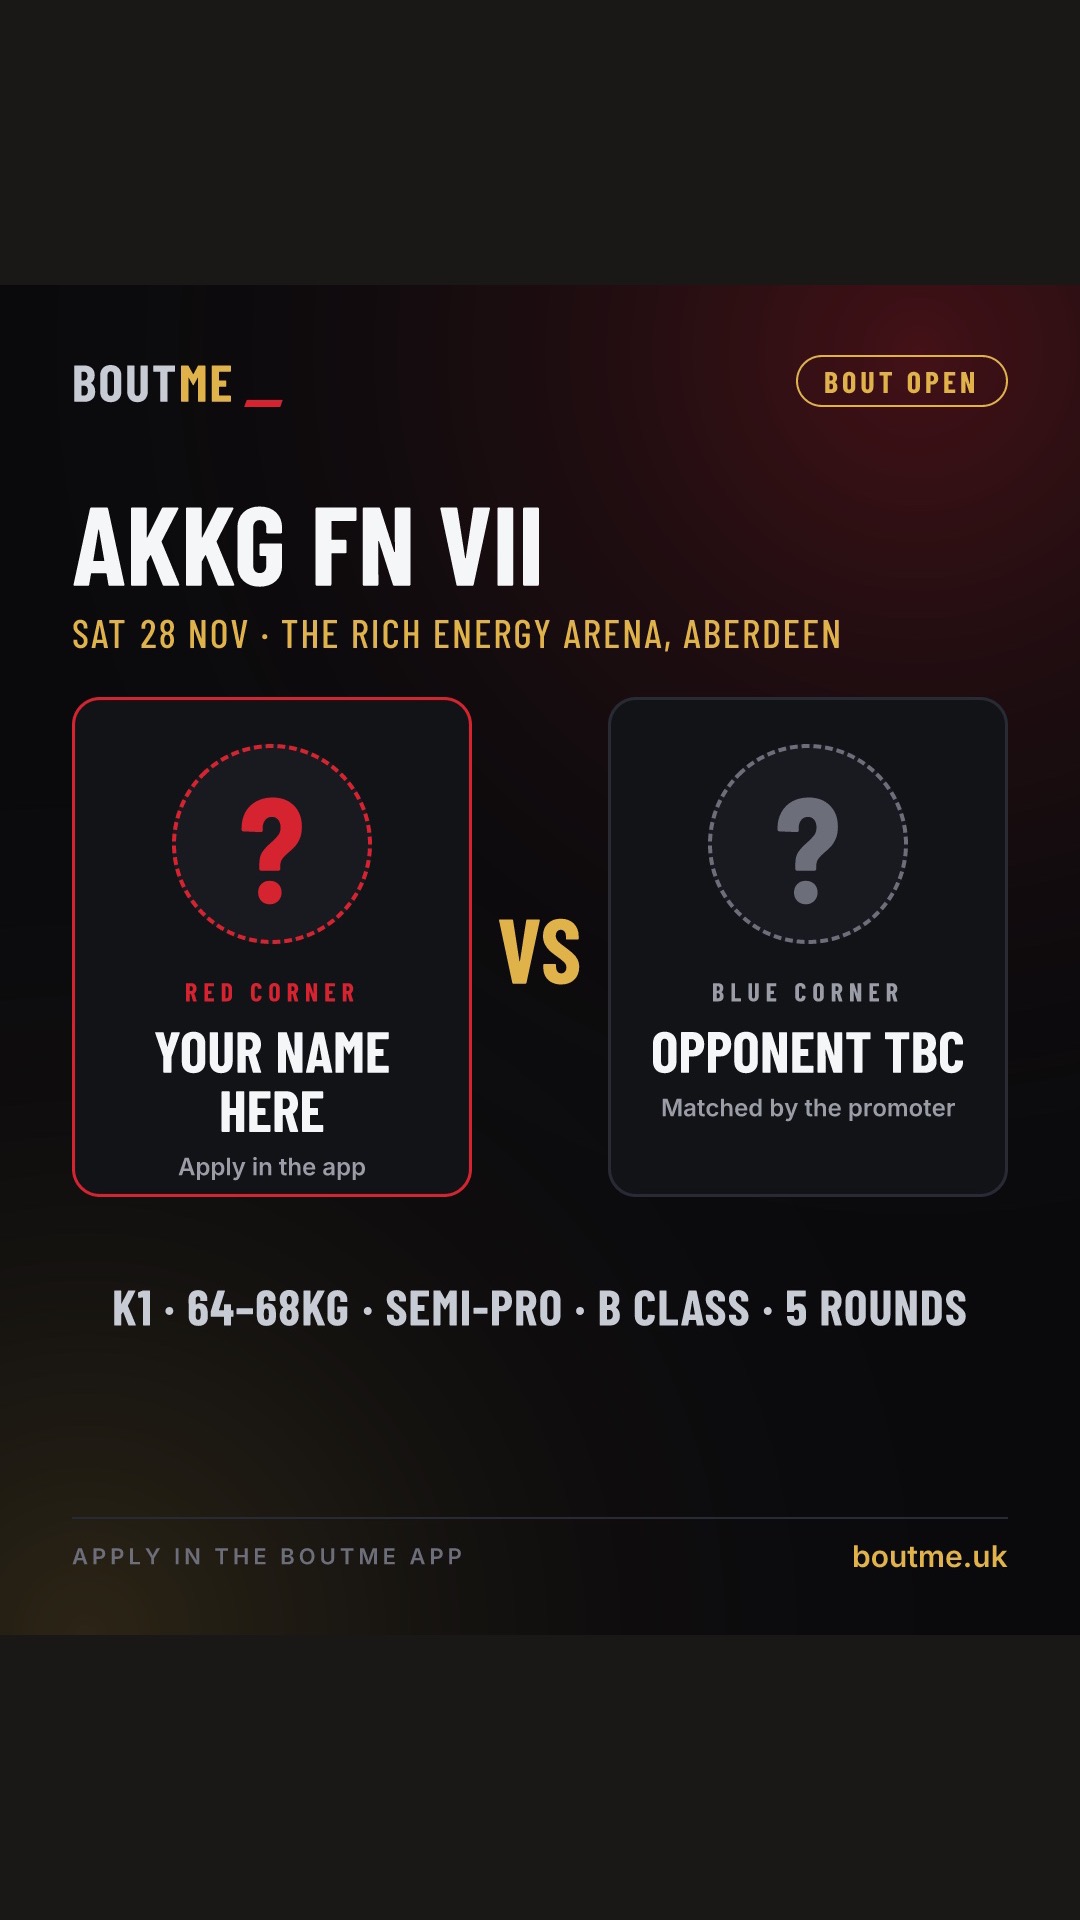 BOUTME
BOUT OPEN
AKKG FN VII
SAT 28 NOV · THE RICH ENERGY ARENA, ABERDEEN
?
RED CORNER
YOUR NAME
HERE
Apply in the app
VS
?
BLUE CORNER
OPPONENT TBC
Matched by the promoter
K1 · 64–68KG · SEMI-PRO · B CLASS · 5 ROUNDS
APPLY IN THE BOUTME APP
boutme.uk